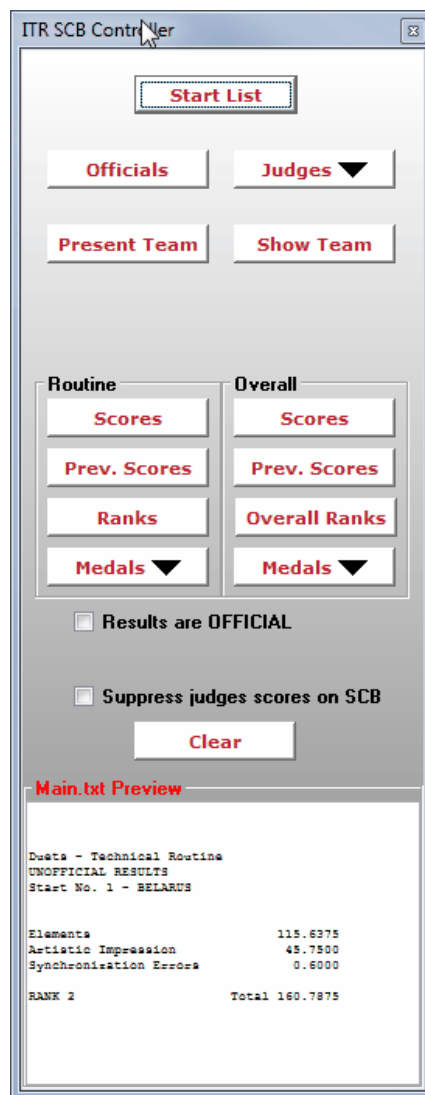 ITR SCB Controller
Start List
Officials Judges
Present Team Show Team
Routine Overall
Scores Scores
Prev. Scores Prev. Scores
Ranks Overall Ranks
Medals Medals
Results are OFFICIAL
Suppress judges scores on SCB
Clear
Main.txt Preview
Duets - Technical Routine
UNOFFICIAL RESULTS
Start No. 1 - BELARUS
Elements 115.6375
Artistic Impression 45.7500
Synchronization Errors 0.6000
RANK 2 Total 160.7875